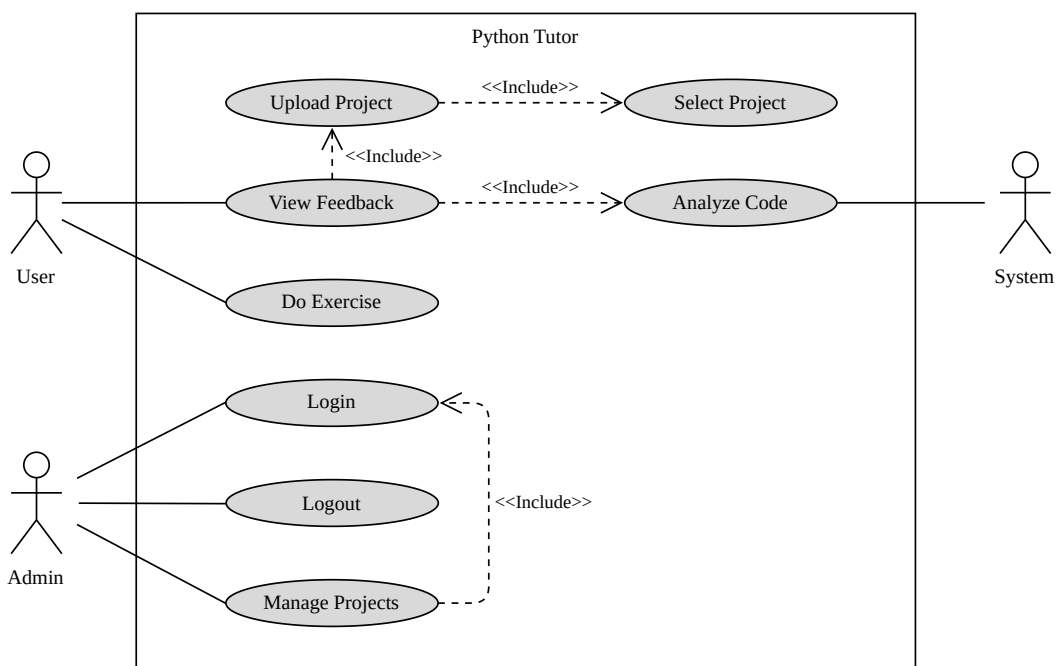 Python Tutor
Upload Project
<<Include>>
Select Project
<<Include>>
View Feedback
<<Include>>
Analyze Code
User
System
Do Exercise
Login
Logout
<<Include>>
Admin
Manage Projects